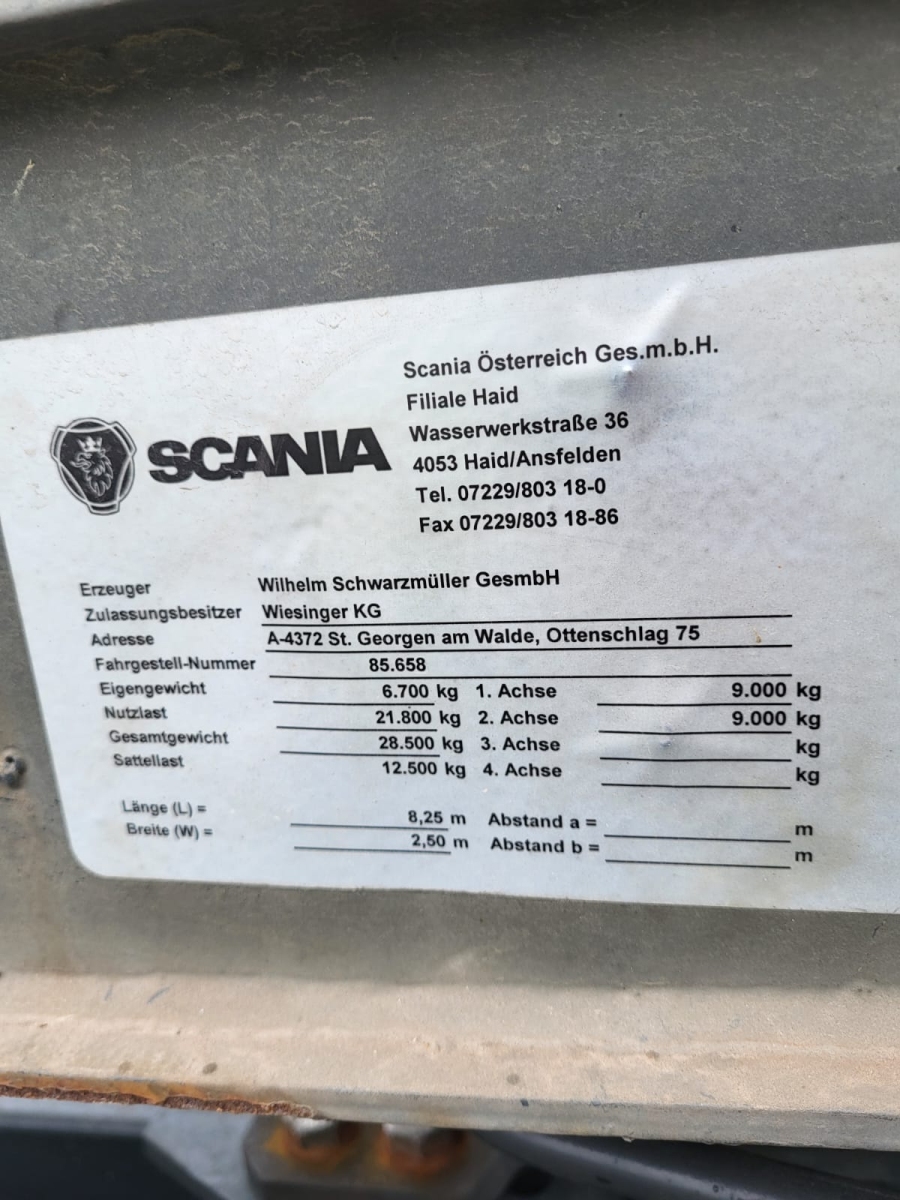 SCANIA
Scania Österreich Ges.m.b.H.
Filiale Haid
Wasserwerkstraße 36
4053 Haid/Ansfelden
Tel. 07229/803 18-0
Fax 07229/803 18-86
Erzeuger Wilhelm Schwarzmüller GesmbH
Zulassungsbesitzer Wiesinger KG
Adresse A-4372 St. Georgen am Walde, Ottenschlag 75
Fahrgestell-Nummer 85.658
Eigengewicht 6.700 kg 1. Achse 9.000 kg
Nutzlast 21.800 kg 2. Achse 9.000 kg
Gesamtgewicht 28.500 kg 3. Achse kg
Sattellast 12.500 kg 4. Achse kg
Länge (L) = 8,25 m Abstand a = m
Breite (W) = 2,50 m Abstand b = m